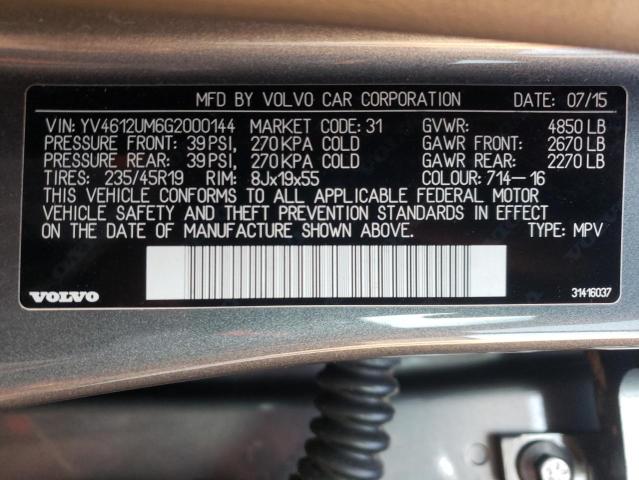 MFD BY VOLVO CAR CORPORATION DATE: 07/15
VIN: YV4612UM6G2000144 MARKET CODE: 31 GVWR: 4850 LB
PRESSURE FRONT: 39 PSI, 270 KPA COLD GAWR FRONT: 2670 LB
PRESSURE REAR: 39 PSI, 270 KPA COLD GAWR REAR: 2270 LB
TIRES: 235/45R19 RIM: 8Jx19x55 COLOUR: 714-16
THIS VEHICLE CONFORMS TO ALL APPLICABLE FEDERAL MOTOR
VEHICLE SAFETY AND THEFT PREVENTION STANDARDS IN EFFECT
ON THE DATE OF MANUFACTURE SHOWN ABOVE. TYPE: MPV
VOLVO 31416037